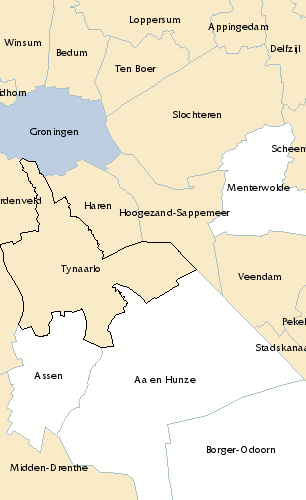 Loppersum
Appingedam
Winsum
Bedum
Delfzijl
Ten Boer
idhorn
Slochteren
Groningen
Scheem
Menterwolde
rdenveld
Haren
Hoogezand-Sappemeer
Tynaarlo
Veendam
Pekel
Stadskanaa
Assen
Aa en Hunze
Borger-Odoorn
Midden-Drenthe